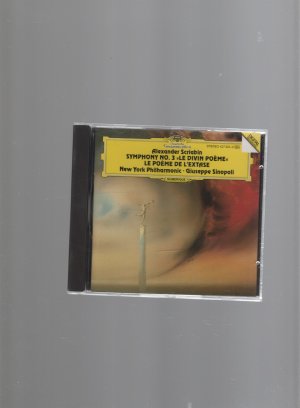 Alexander Scriabin
SYMPHONY NO. 3 «LE DIVIN POÈME»
LE POÈME DE L'EXTASE
New York Philharmonic · Giuseppe Sinopoli